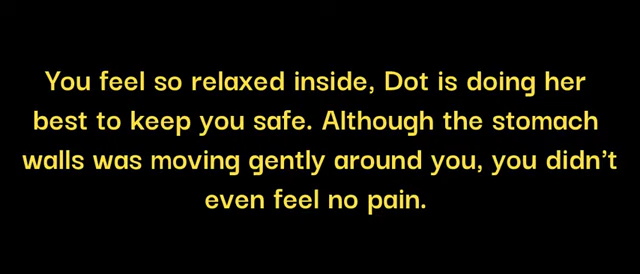 You feel so relaxed inside, Dot is doing her
best to keep you safe. Although the stomach
walls was moving gently around you, you didn't
even feel no pain.